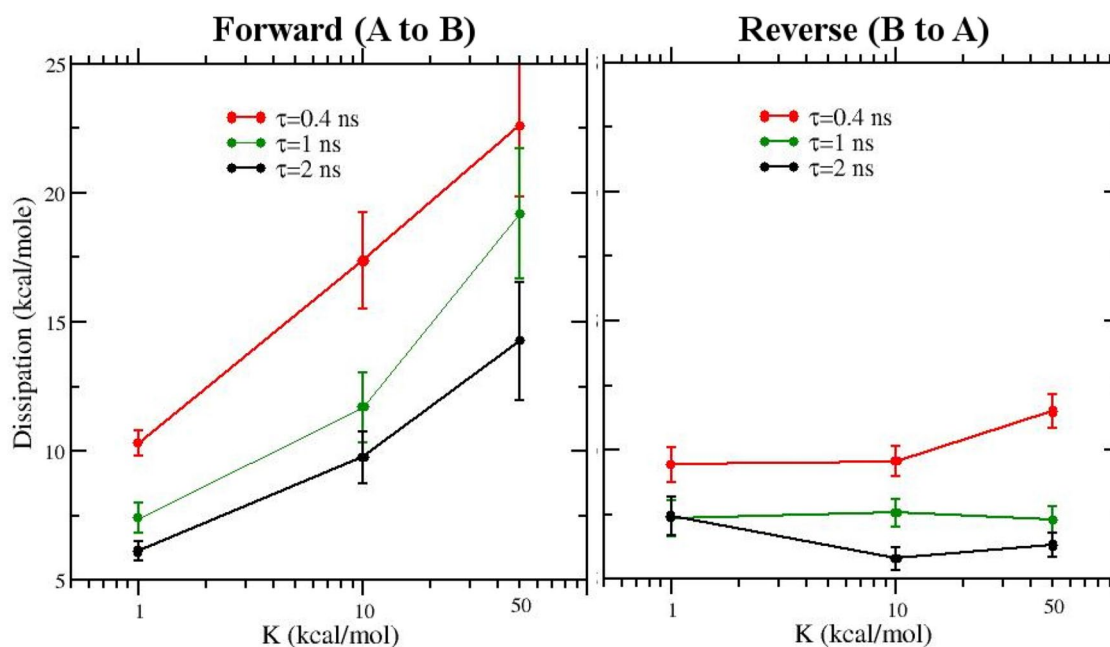 Forward (A to B)
Reverse (B to A)
Dissipation (kcal/mole)
25
20
15
10
5
τ=0.4 ns
τ=1 ns
τ=2 ns
1
10
50
K (kcal/mol)
τ=0.4 ns
τ=1 ns
τ=2 ns
1
10
50
K (kcal/mol)